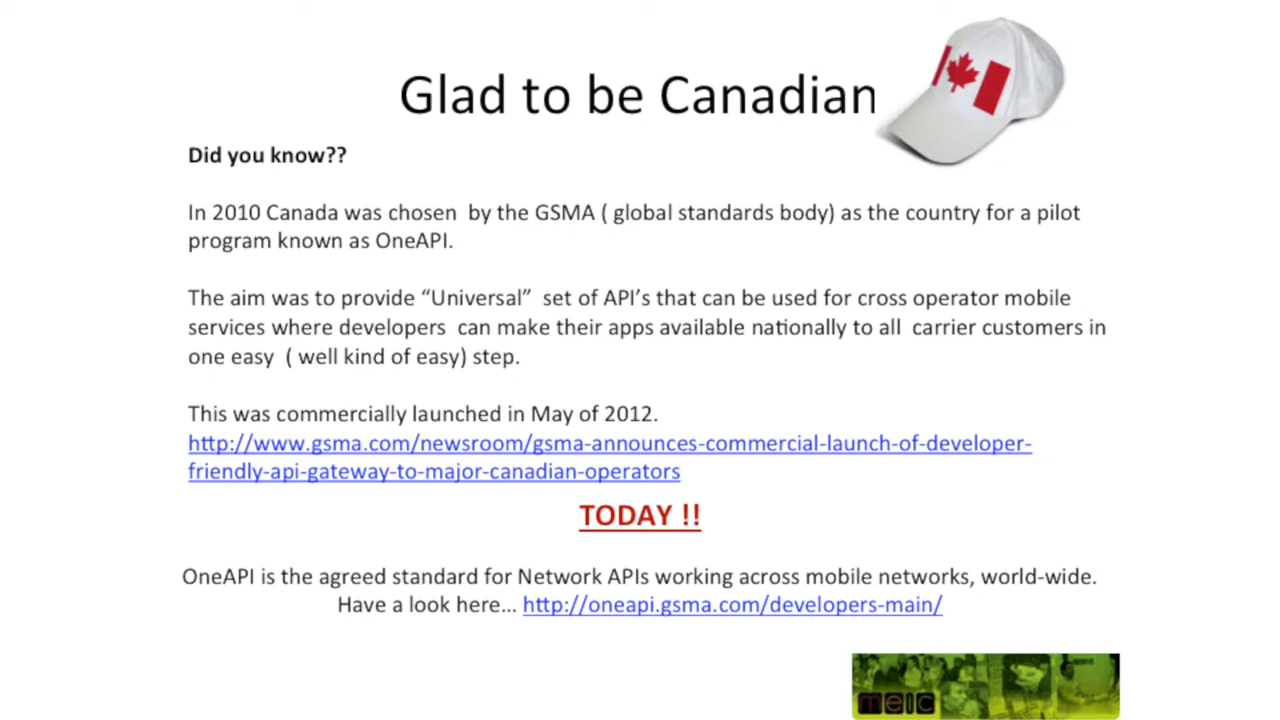 Glad to be Canadian
Did you know??
In 2010 Canada was chosen  by the GSMA ( global standards body) as the country for a pilot
program known as OneAPI.
The aim was to provide “Universal”  set of API’s that can be used for cross operator mobile
services where developers  can make their apps available nationally to all  carrier customers in
one easy  ( well kind of easy) step.
This was commercially launched in May of 2012.
http://www.gsma.com/newsroom/gsma-announces-commercial-launch-of-developer-
friendly-api-gateway-to-major-canadian-operators
TODAY !!
OneAPI is the agreed standard for Network APIs working across mobile networks, world-wide.
Have a look here… http://oneapi.gsma.com/developers-main/
meic